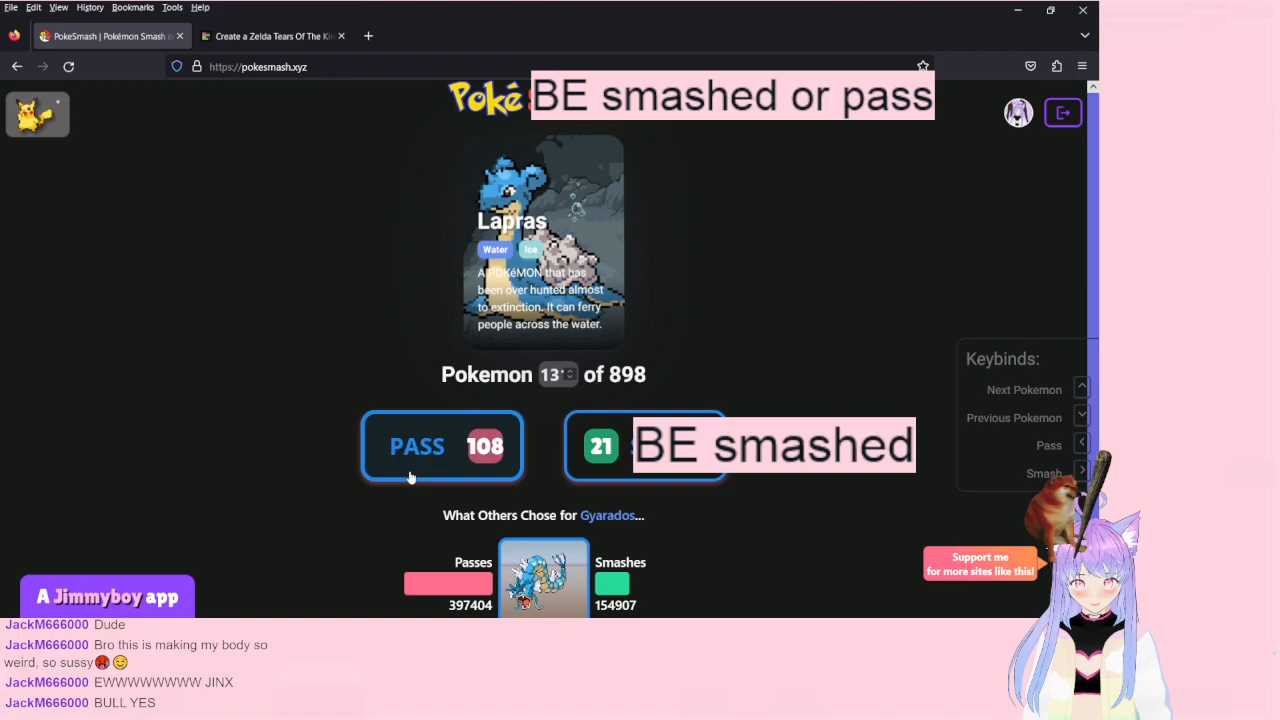 File Edit View History Bookmarks Tools Help
PokeSmash | Pokémon Smash o
Create a Zelda Tears Of The Kin
https://pokesmash.xyz
Poké BE smashed or pass
Lapras
Water Ice
A POKéMON that has
been over hunted almost
to extinction. It can ferry
people across the water.
Pokemon 13 of 898
PASS 108
21 BE smashed
Keybinds:
Next Pokemon
Previous Pokemon
Pass
Smash
What Others Chose for Gyarados...
Passes
397404
Smashes
154907
Support me
for more sites like this!
A Jimmyboy app
JackM666000 Dude
JackM666000 Bro this is making my body so
weird, so sussy
JackM666000 EWWWWWWWW JINX
JackM666000 BULL YES